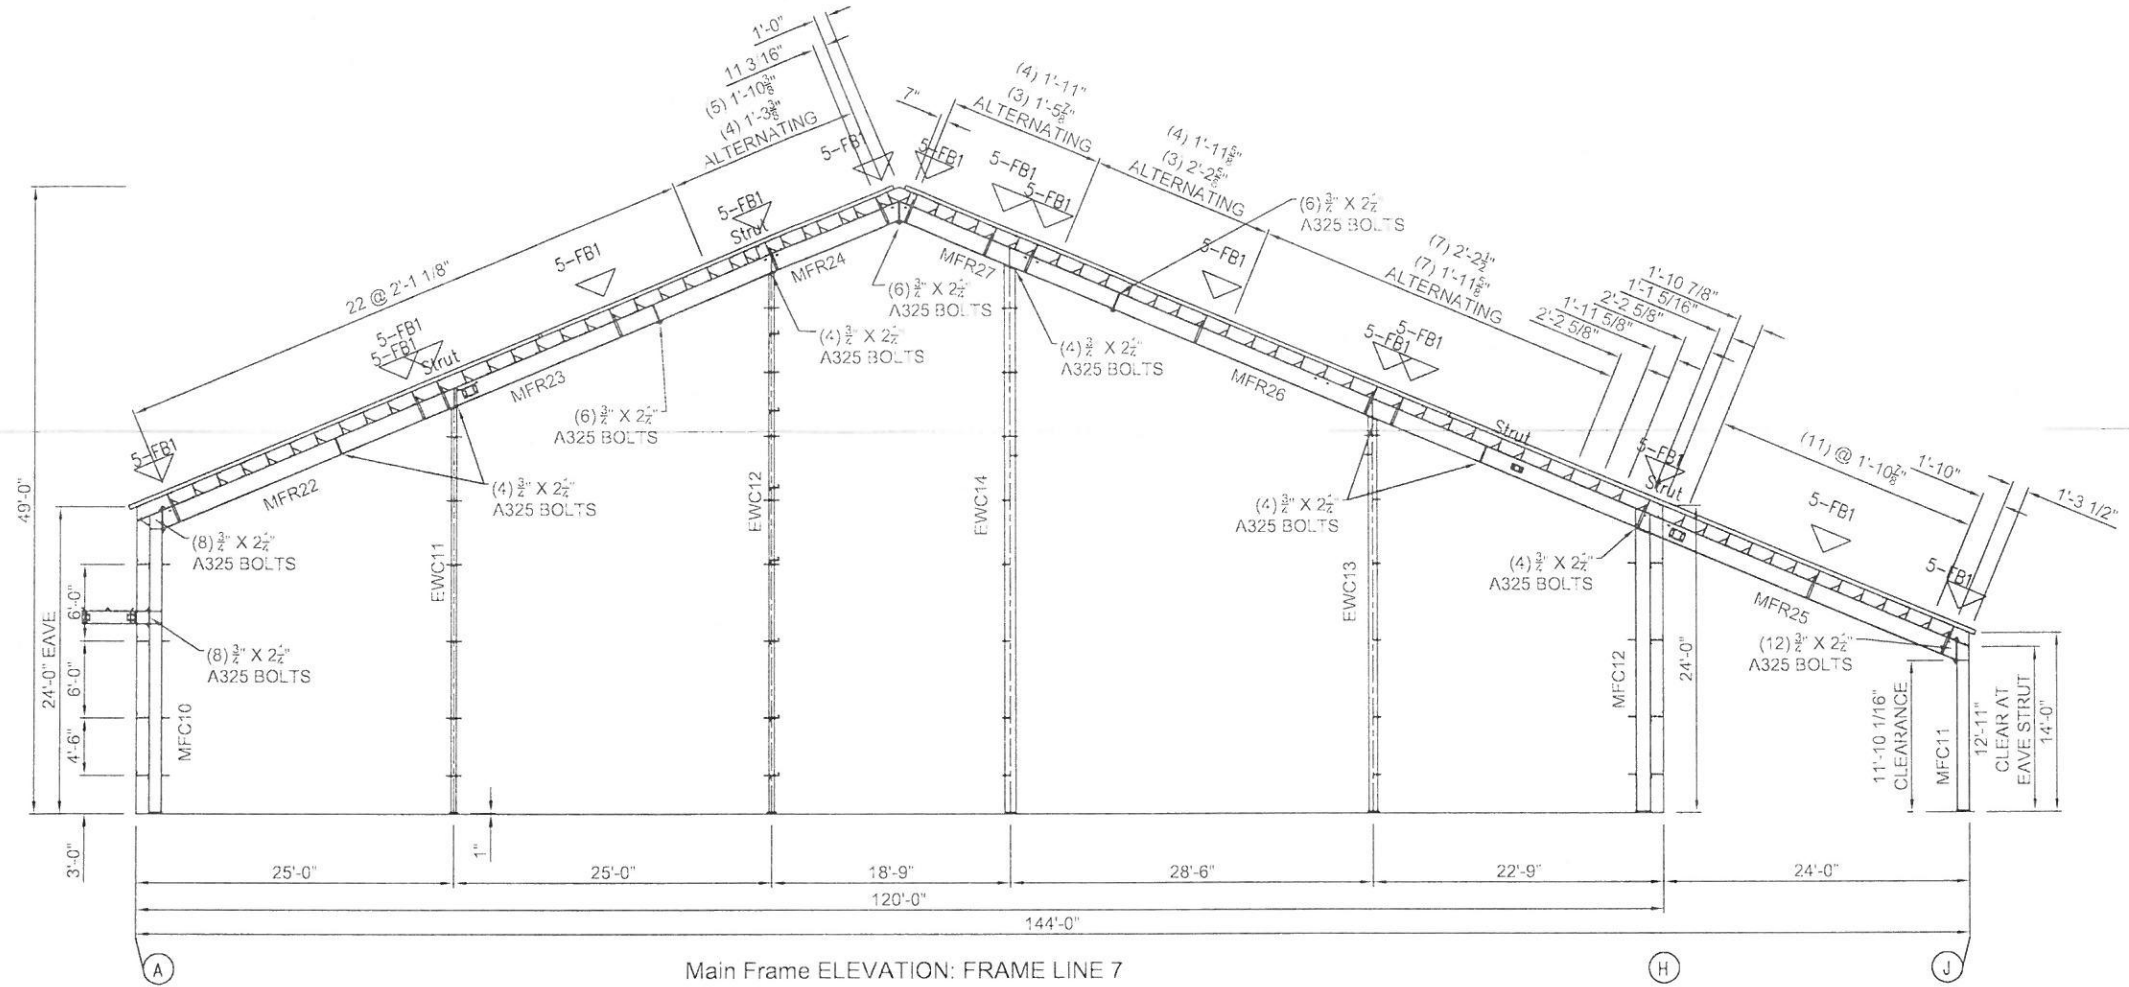 1'-0"
11 3/16"
(5) 1'-10⅜"
(4) 1'-3⅜"
ALTERNATING
7"
(4) 1'-11"
(3) 1'-5⅞"
ALTERNATING
(4) 1'-11⅝"
(3) 2'-2⅝"
ALTERNATING
5-FB1
5-FB1
5-FB1
5-FB1
5-FB1
Strut
(6) ¾" X 2¼"
A325 BOLTS
(7) 2'-2½"
(7) 1'-11⅝"
ALTERNATING
1'-10 7/8"
1'-1 5/16"
2'-2 5/8"
1'-11 5/8"
2'-2 5/8"
22 @ 2'-1 1/8"
5-FB1
5-FB1
MFR24
MFR27
(6) ¾" X 2¼"
A325 BOLTS
(4) ¾" X 2¼"
A325 BOLTS
(4) ¾" X 2¼"
A325 BOLTS
5-FB1
5-FB1
Strut
5-FB1
5-FB1
MFR23
MFR26
(6) ¾" X 2¼"
A325 BOLTS
5-FB1
MFR22
(4) ¾" X 2¼"
A325 BOLTS
(4) ¾" X 2¼"
A325 BOLTS
Strut
5-FB1
Strut
(11) @ 1'-10⅞"
1'-10"
1'-3 1/2"
5-FB1
5-FB1
49'-0"
24'-0" EAVE
6'-0"
6'-0"
4'-6"
3'-0"
(8) ¾" X 2¼"
A325 BOLTS
(8) ¾" X 2¼"
A325 BOLTS
MFC10
EWC11
EWC12
EWC14
EWC13
(4) ¾" X 2¼"
A325 BOLTS
MFC12
24'-0"
MFR25
(12) ¾" X 2¼"
A325 BOLTS
11'-10 1/16"
CLEARANCE
MFC11
12'-11"
CLEAR AT
EAVE STRUT
14'-0"
1"
25'-0"
25'-0"
18'-9"
28'-6"
22'-9"
24'-0"
120'-0"
144'-0"
A
Main Frame ELEVATION: FRAME LINE 7
H
J